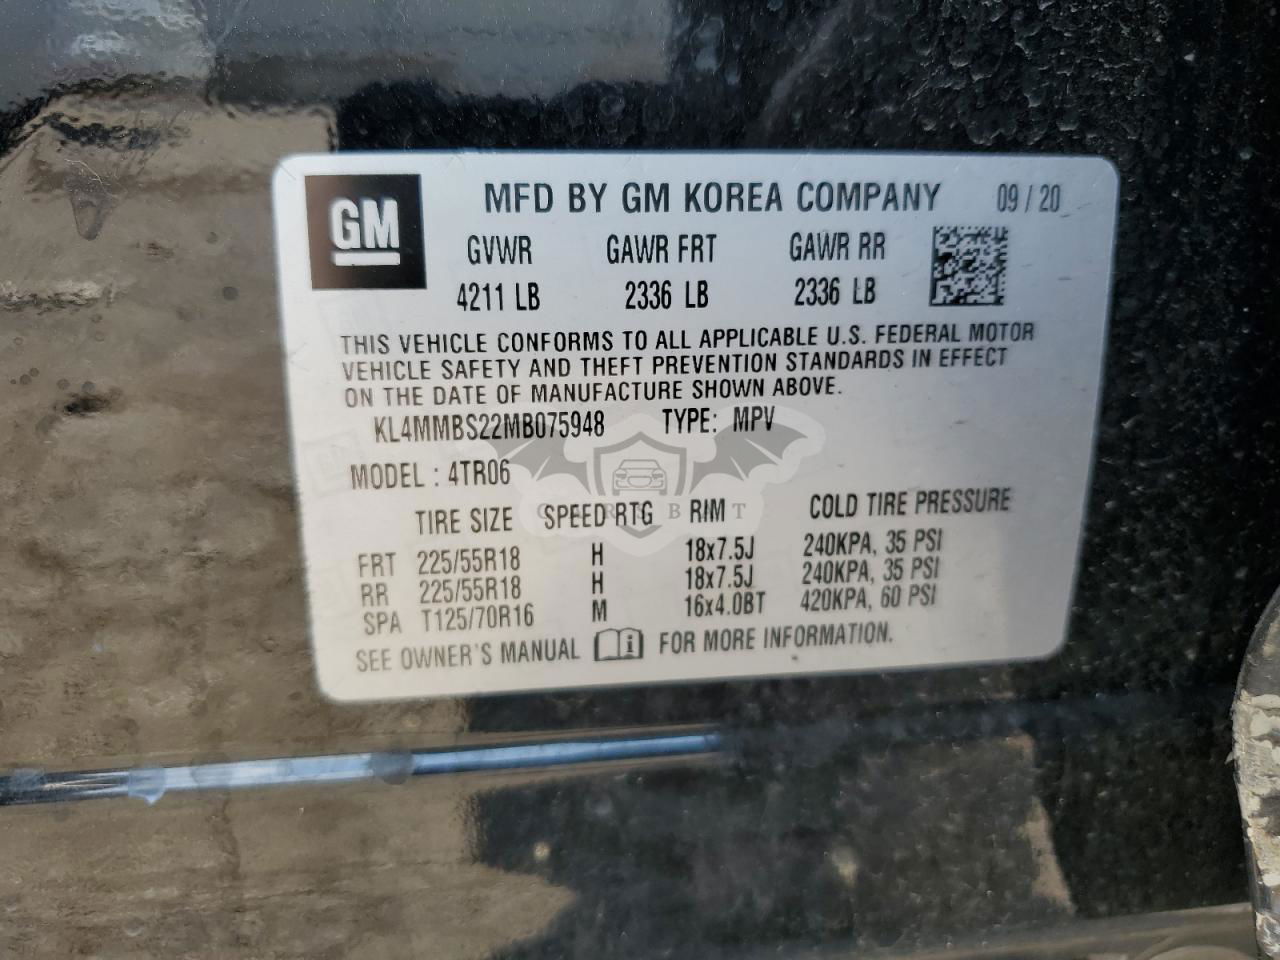 GM
MFD BY GM KOREA COMPANY 09/20
GVWR GAWR FRT GAWR RR
4211 LB 2336 LB 2336 LB
THIS VEHICLE CONFORMS TO ALL APPLICABLE U.S. FEDERAL MOTOR
VEHICLE SAFETY AND THEFT PREVENTION STANDARDS IN EFFECT
ON THE DATE OF MANUFACTURE SHOWN ABOVE.
KL4MMBS22MB075948 TYPE: MPV
MODEL : 4TR06
TIRE SIZE SPEED RTG RIM COLD TIRE PRESSURE
FRT 225/55R18 H 18x7.5J 240KPA, 35 PSI
RR 225/55R18 H 18x7.5J 240KPA, 35 PSI
SPA T125/70R16 M 16x4.0BT 420KPA, 60 PSI
SEE OWNER'S MANUAL FOR MORE INFORMATION.